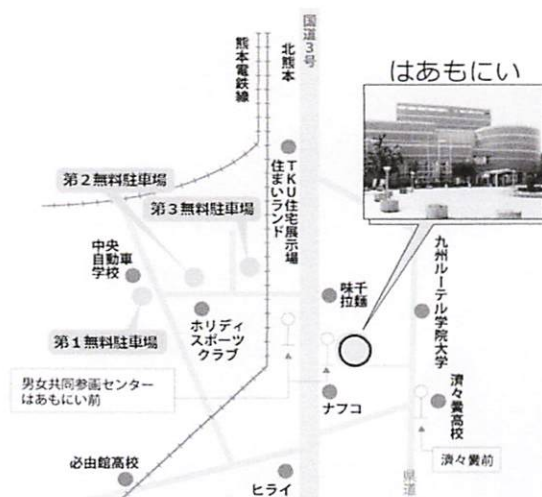 国道3号
熊本電鉄線
北熊本
はあもにい
TKU住宅展示場
住まいランド
第2無料駐車場
第3無料駐車場
中央
自動車
学校
味千
拉麺
九州ルーテル学院大学
第1無料駐車場
ホリディ
スポーツ
クラブ
男女共同参画センター
はあもにい前
ナフコ
済々黌高校
済々黌前
必由館高校
ヒライ
県道